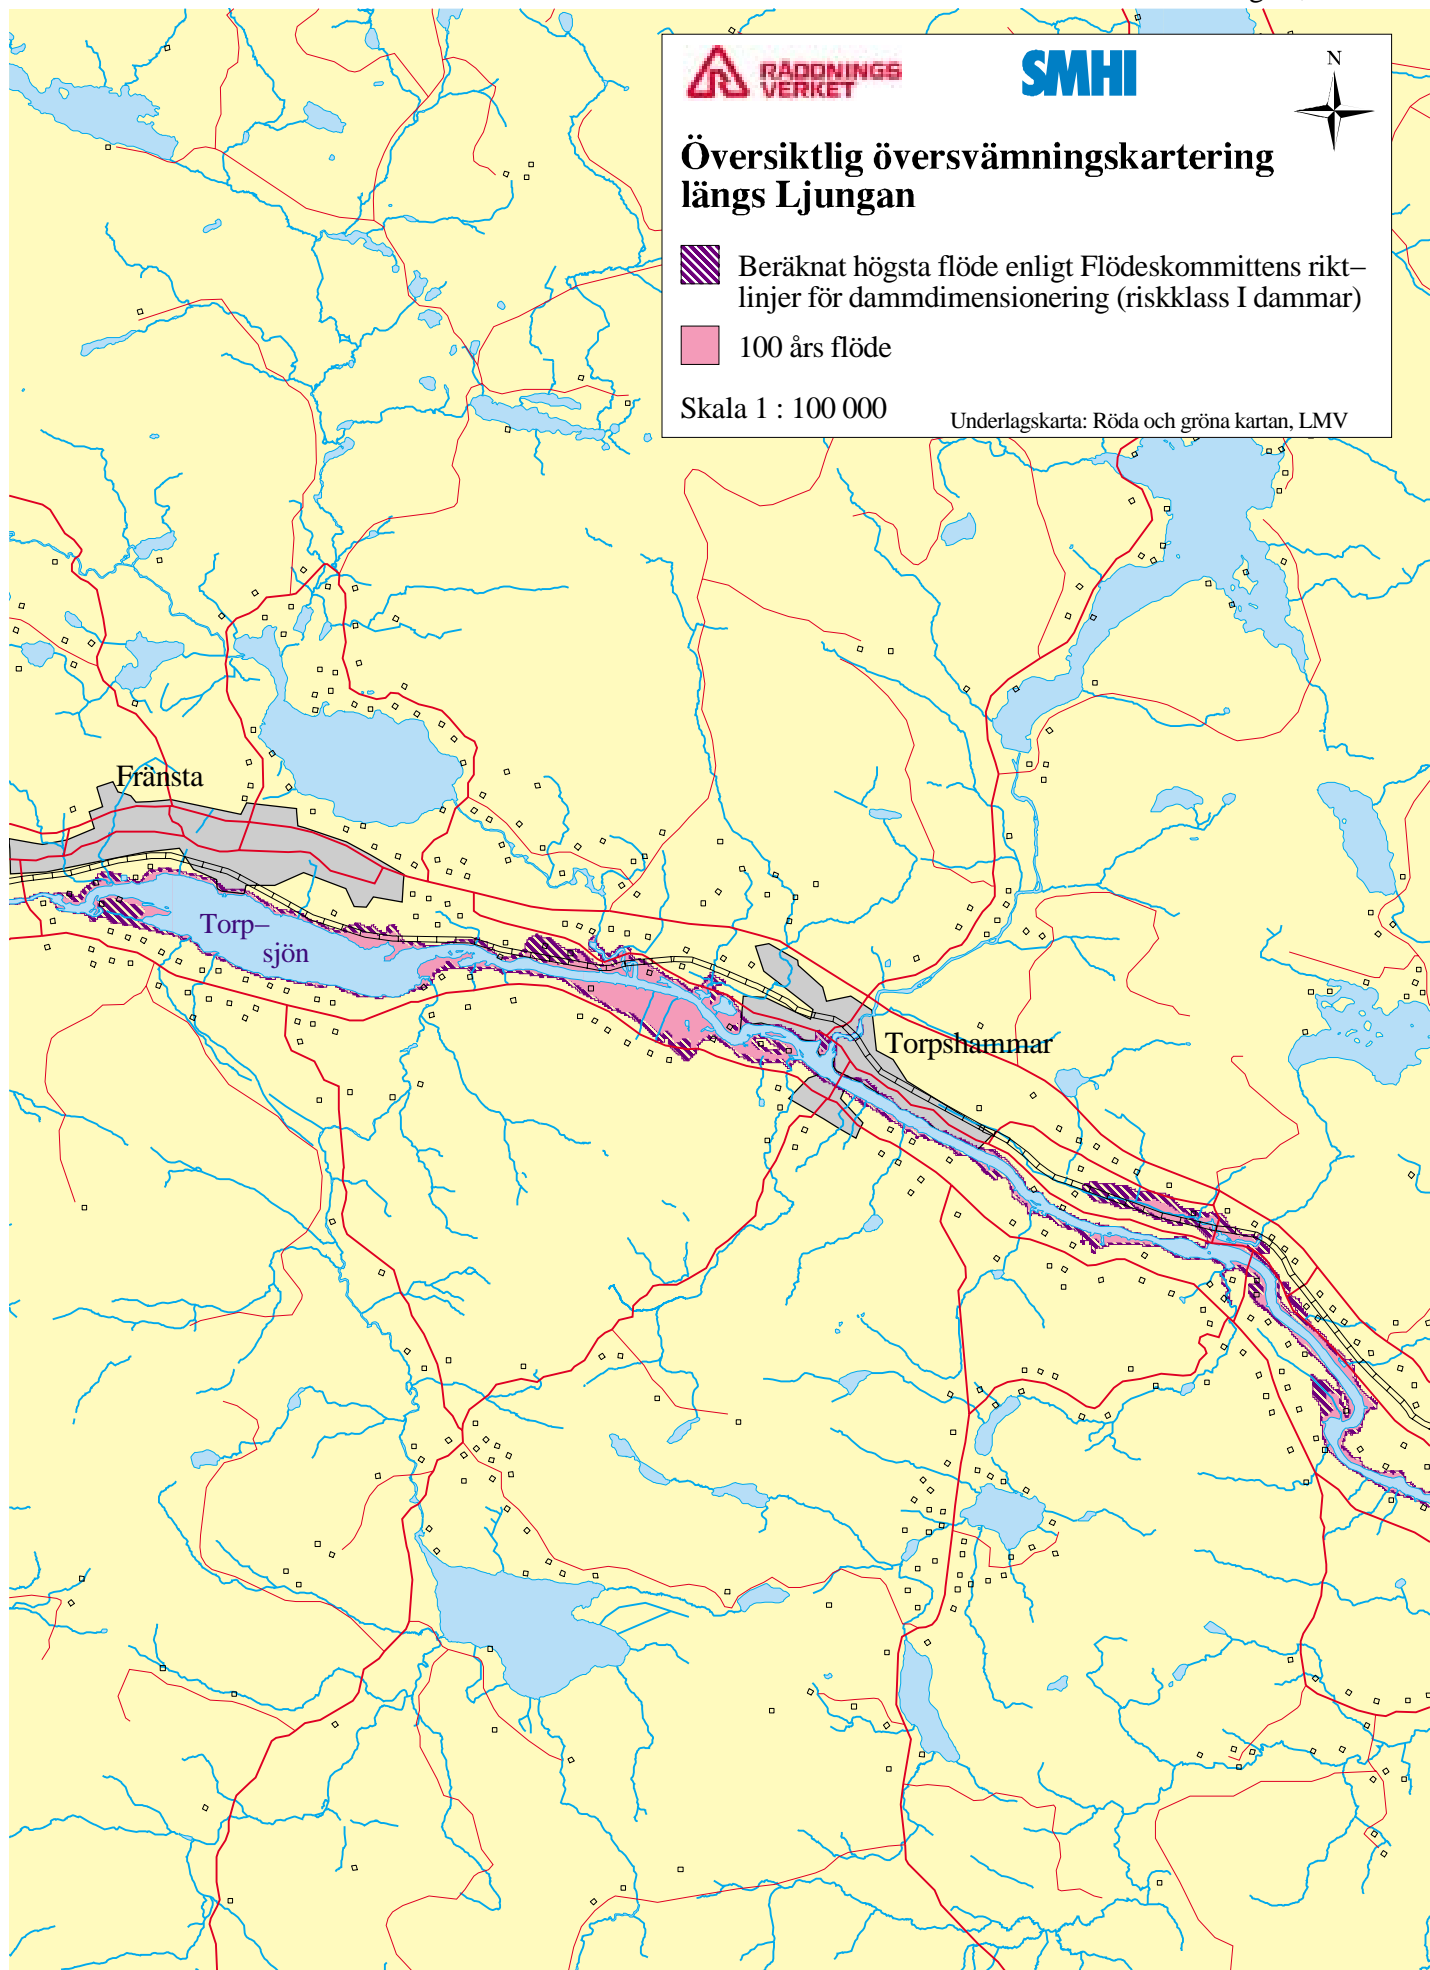 RÄDDNINGS
VERKET
SMHI
N
Översiktlig översvämningskartering
längs Ljungan
Beräknat högsta flöde enligt Flödeskommittens rikt–
linjer för dammdimensionering (riskklass I dammar)
100 års flöde
Skala 1 : 100 000
Underlagskarta: Röda och gröna kartan, LMV
Fränsta
Torp–
sjön
Torpshammar